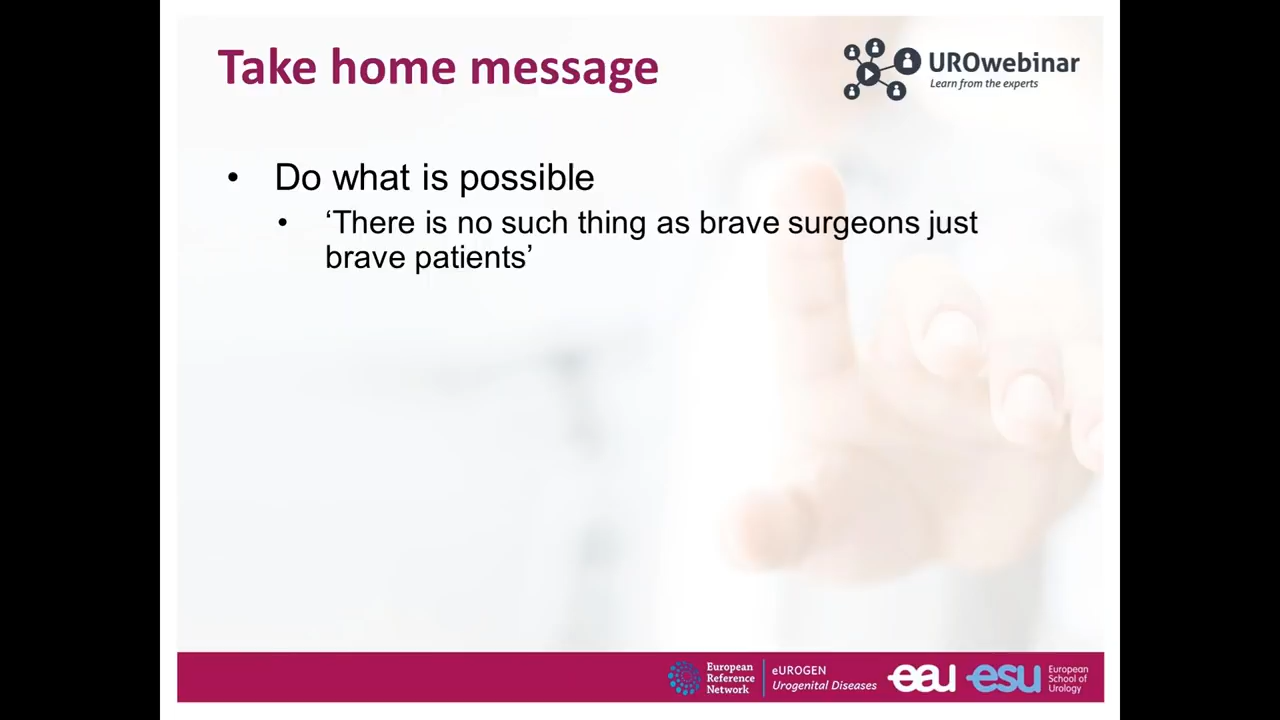 Take home message
UROwebinar
Learn from the experts
• Do what is possible
• ‘There is no such thing as brave surgeons just
brave patients’
European
Reference
Network
eUROGEN
Urogenital Diseases
eau
esu
European
School of
Urology